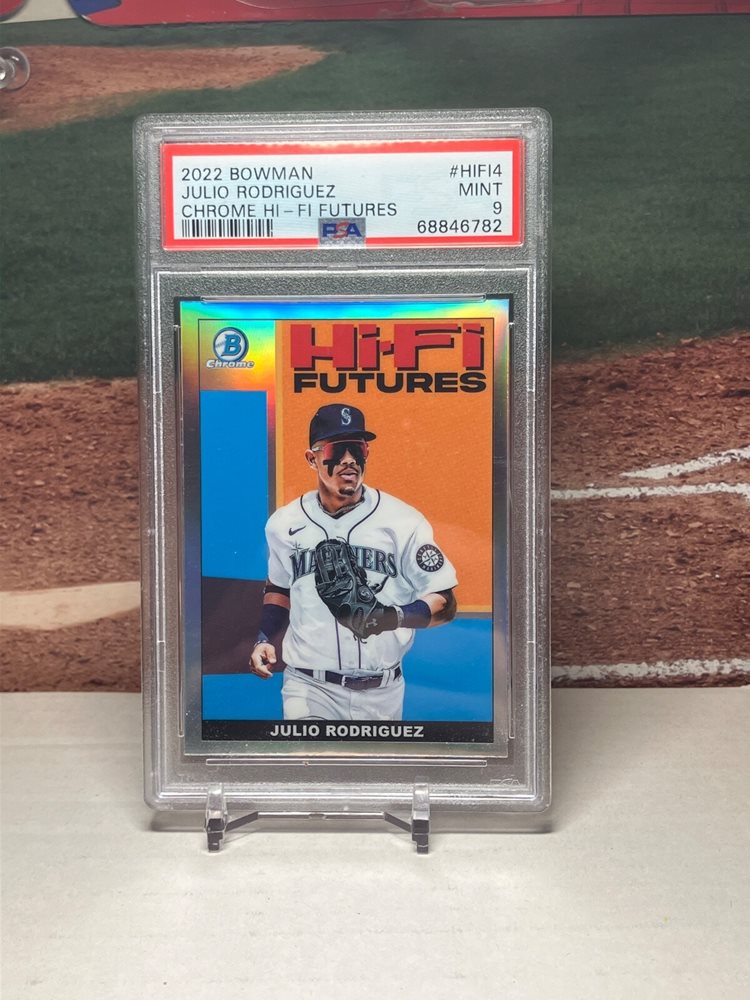 2022 BOWMAN #HIFI4
JULIO RODRIGUEZ MINT
CHROME HI-FI FUTURES 9
PSA 68846782
B
Chrome
Hi-Fi
FUTURES
S
MARINERS
JULIO RODRIGUEZ